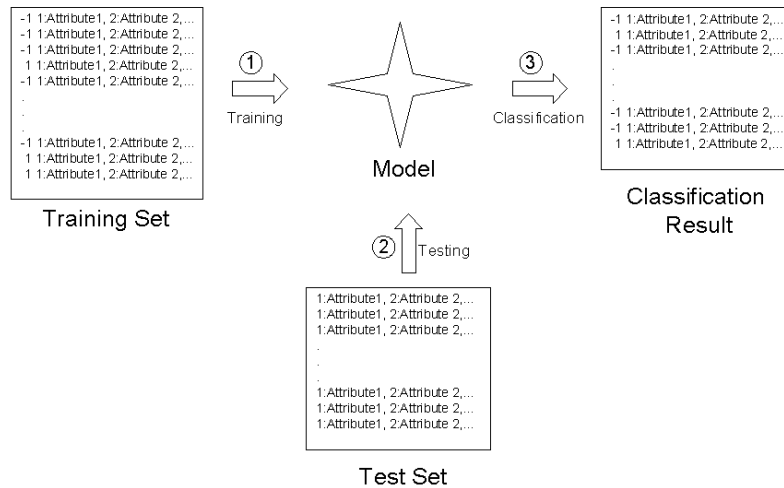 -1 1:Attribute1, 2:Attribute 2,...
-1 1:Attribute1, 2:Attribute 2,...
-1 1:Attribute1, 2:Attribute 2,...
1 1:Attribute1, 2:Attribute 2,...
-1 1:Attribute1, 2:Attribute 2,...
.
.
.
-1 1:Attribute1, 2:Attribute 2,...
1 1:Attribute1, 2:Attribute 2,...
1 1:Attribute1, 2:Attribute 2,...
Training Set
1
Training
Model
3
Classification
-1 1:Attribute1, 2:Attribute 2,...
1 1:Attribute1, 2:Attribute 2,...
-1 1:Attribute1, 2:Attribute 2,...
.
.
.
-1 1:Attribute1, 2:Attribute 2,...
-1 1:Attribute1, 2:Attribute 2,...
1 1:Attribute1, 2:Attribute 2,...
Classification
Result
2
Testing
1:Attribute1, 2:Attribute 2,...
1:Attribute1, 2:Attribute 2,...
1:Attribute1, 2:Attribute 2,...
.
.
.
1:Attribute1, 2:Attribute 2,...
1:Attribute1, 2:Attribute 2,...
1:Attribute1, 2:Attribute 2,...
Test Set